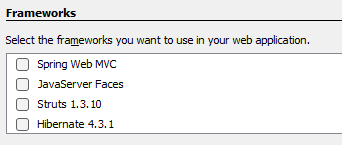 Frameworks
Select the frameworks you want to use in your web application.
Spring Web MVC
JavaServer Faces
Struts 1.3.10
Hibernate 4.3.1